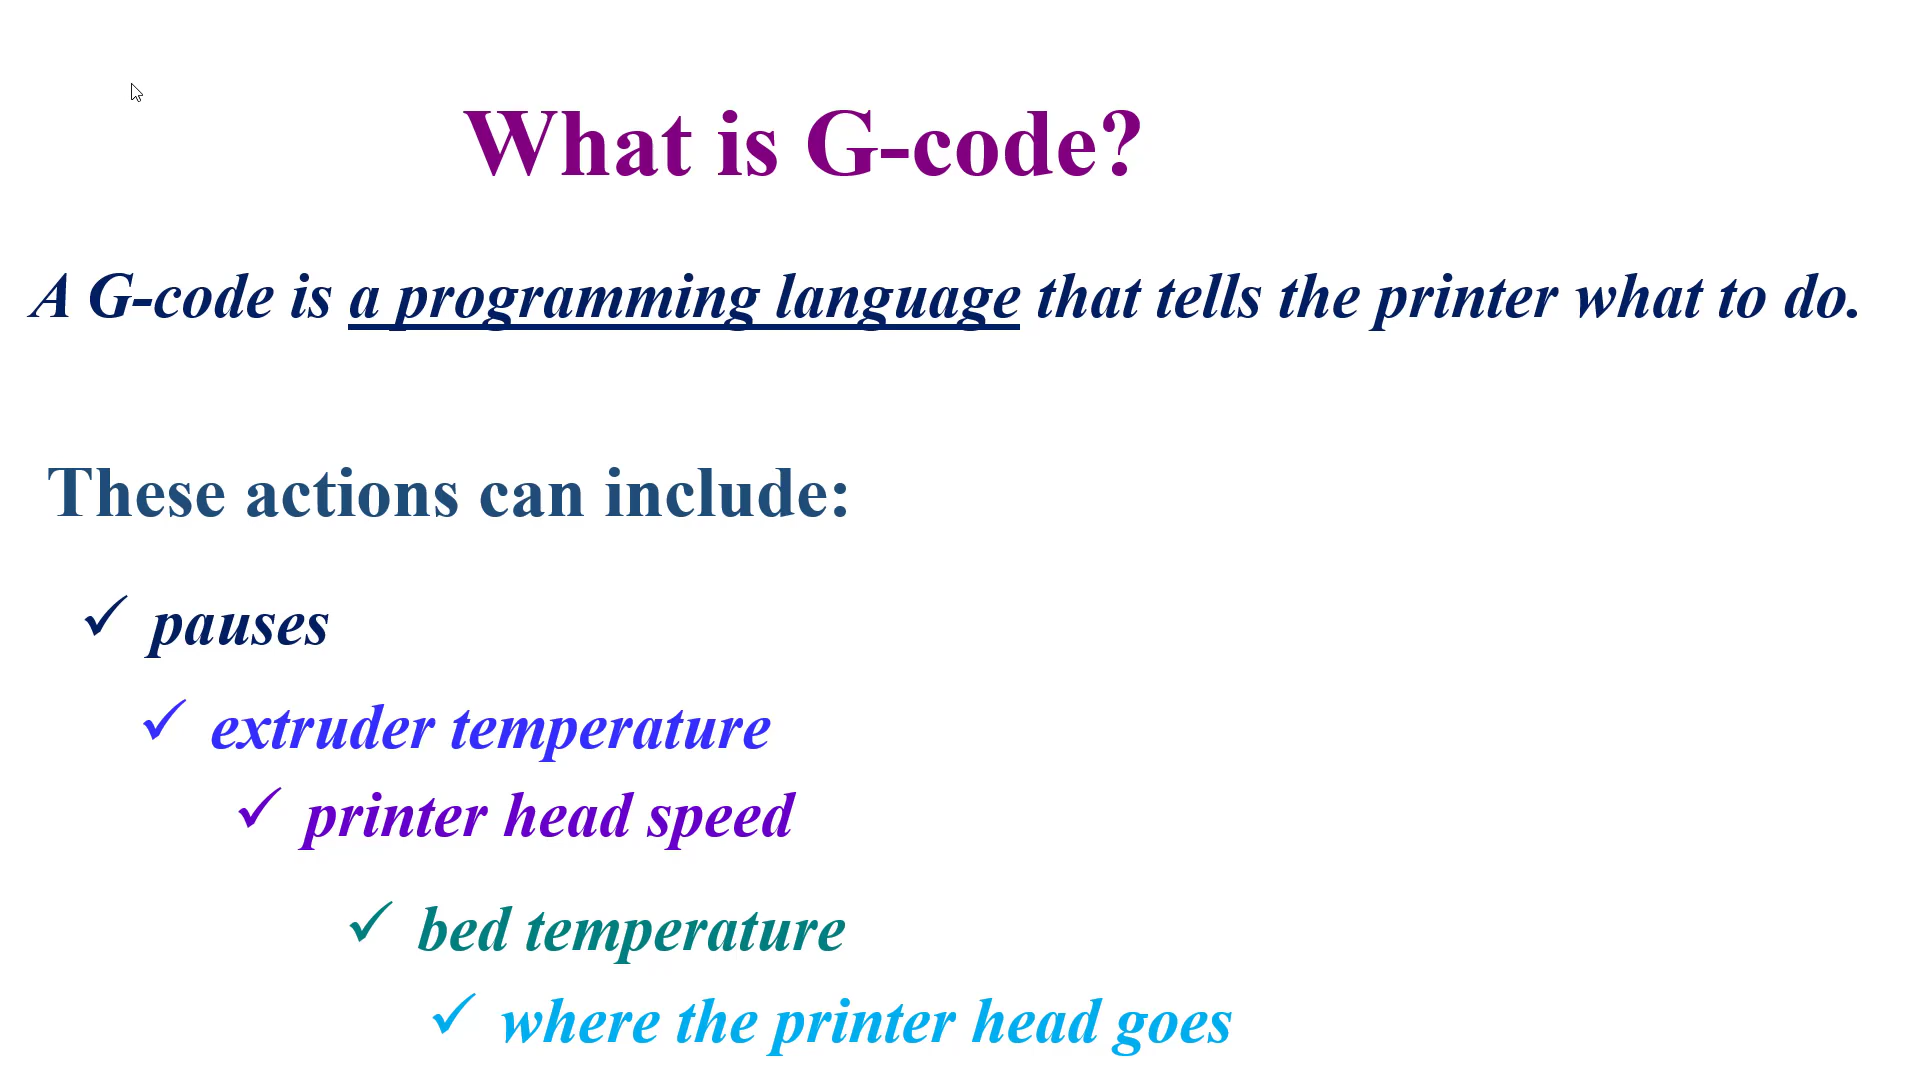 What is G-code?
A G-code is a programming language that tells the printer what to do.
These actions can include:
✓ pauses
✓ extruder temperature
✓ printer head speed
✓ bed temperature
✓ where the printer head goes